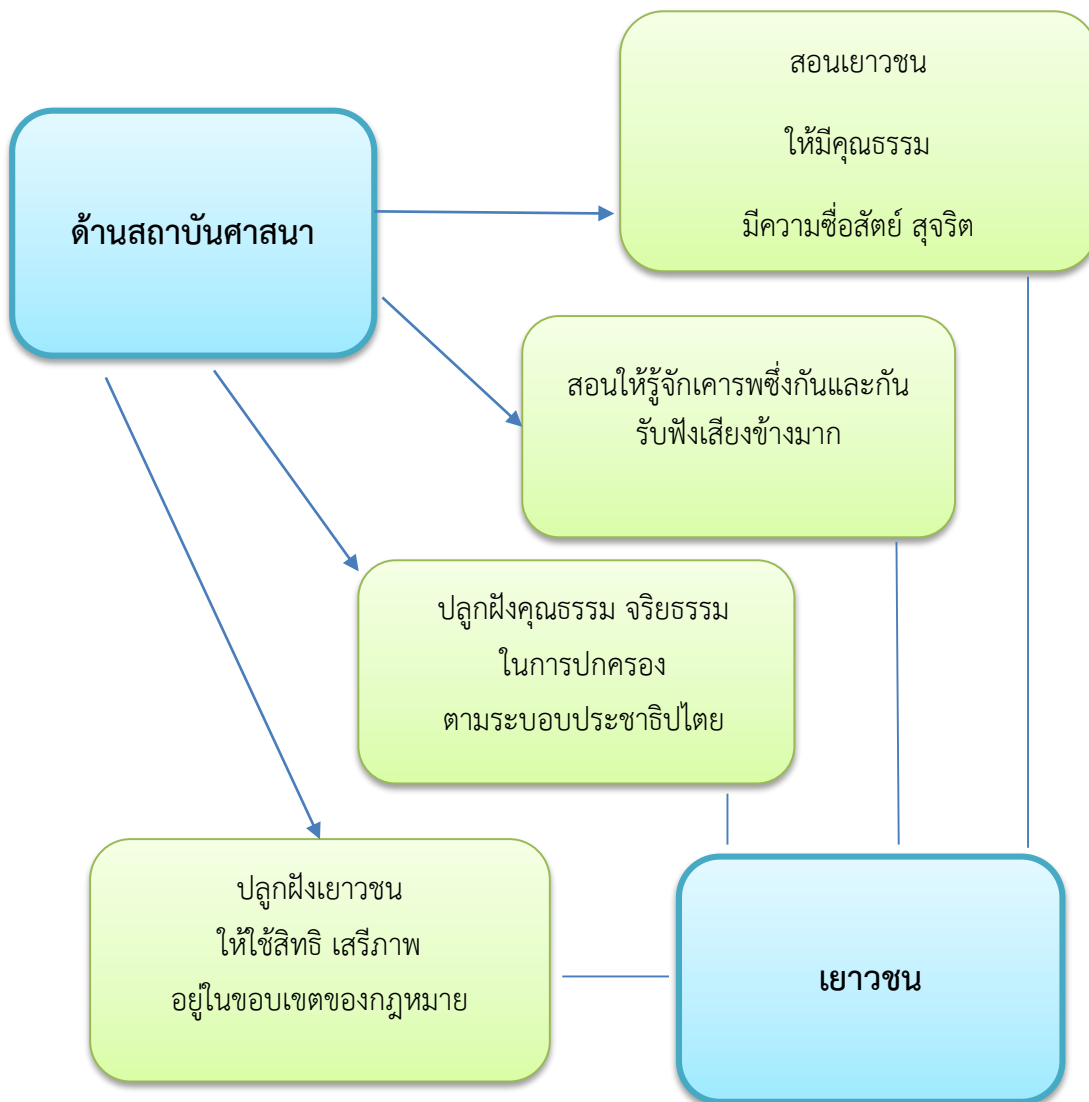 สอนเยาวชน
ให้มีคุณธรรม
มีความซื่อสัตย์ สุจริต
ด้านสถาบันศาสนา
สอนให้รู้จักเคารพซึ่งกันและกัน
รับฟังเสียงข้างมาก
ปลูกฝังคุณธรรม จริยธรรม
ในการปกครอง
ตามระบอบประชาธิปไตย
ปลูกฝังเยาวชน
ให้ใช้สิทธิ เสรีภาพ
อยู่ในขอบเขตของกฎหมาย
เยาวชน